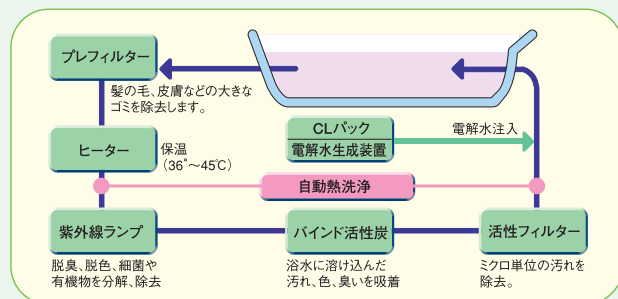 プレフィルター
髪の毛、皮膚などの大きな
ゴミを除去します。
CLパック
電解水生成装置
電解水注入
ヒーター
保温
（36°～45℃）
自動熱洗浄
紫外線ランプ
脱臭、脱色、細菌や
有機物を分解、除去
バインド活性炭
浴水に溶け込んだ
汚れ、色、臭いを吸着
活性フィルター
ミクロ単位の汚れを
除去。